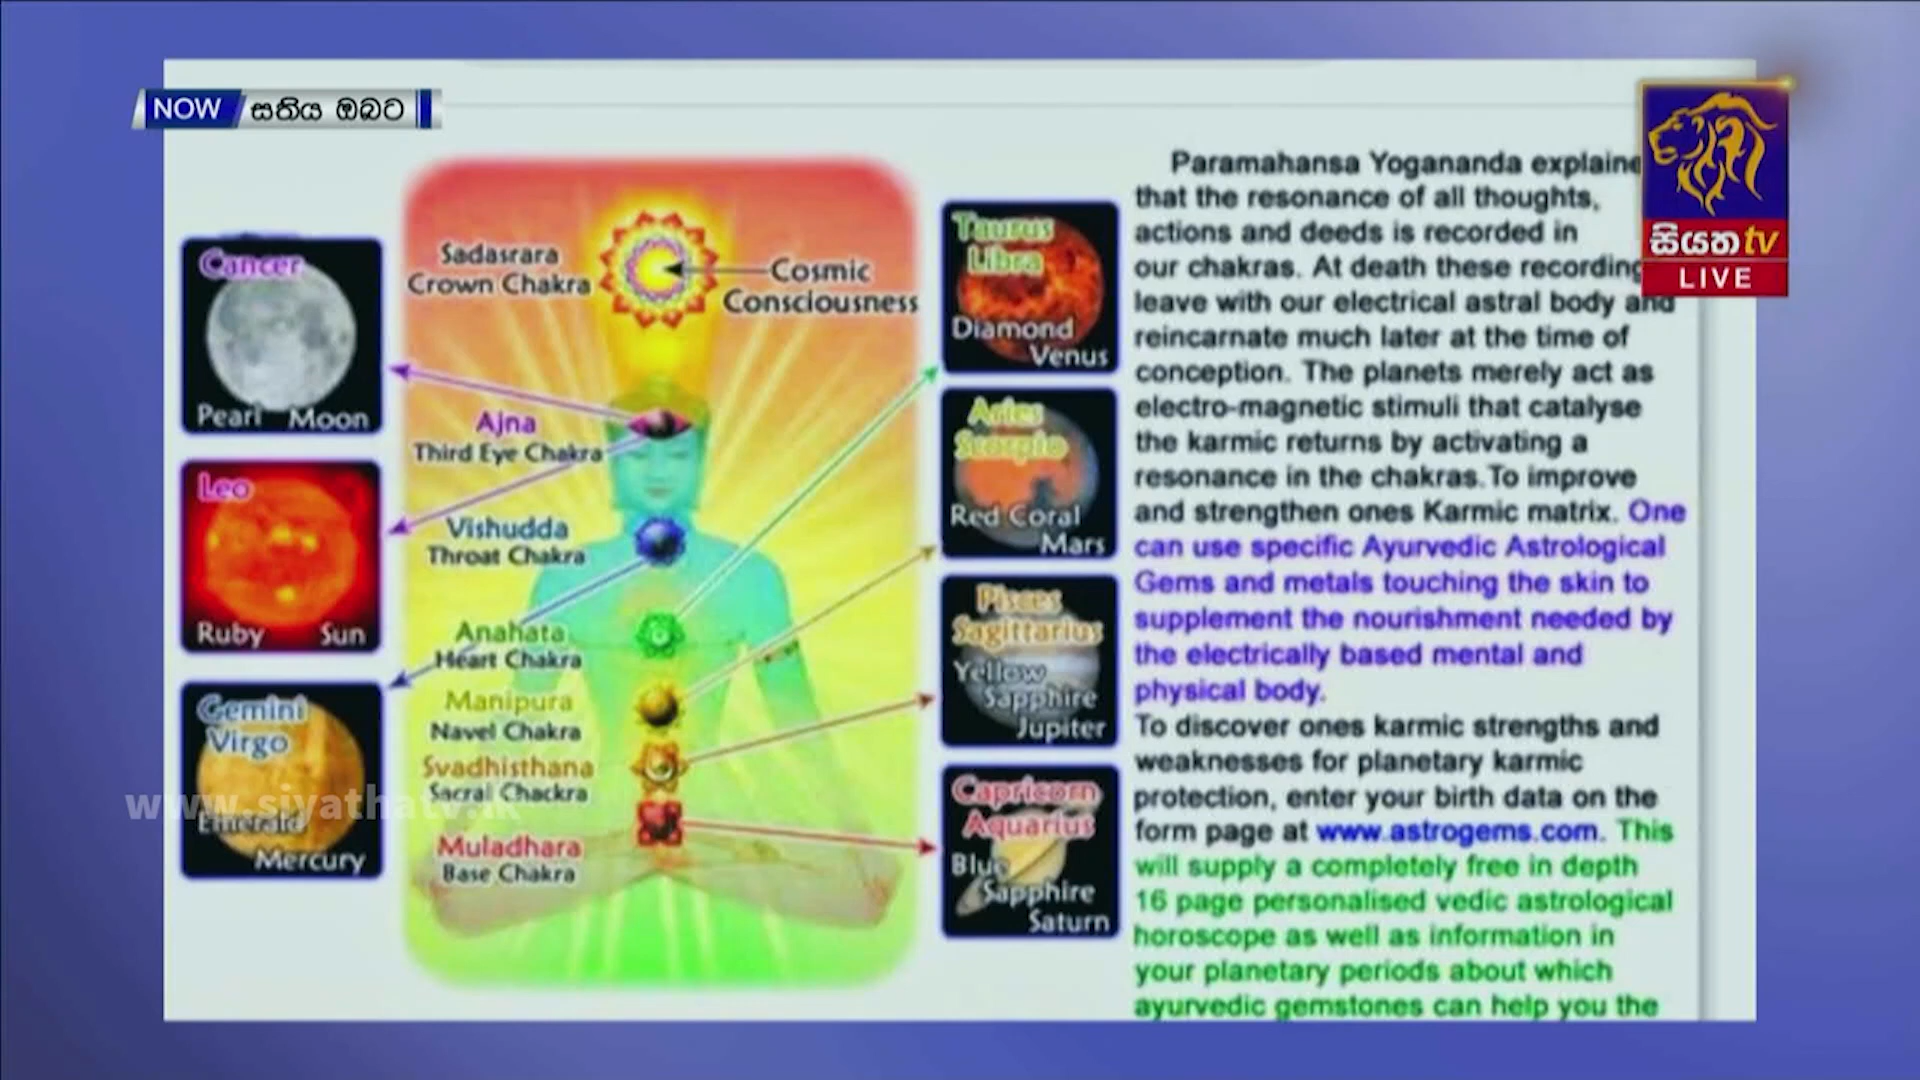 NOW සතිය ඔබට
සියත tv
LIVE
Cancer
Pearl Moon
Leo
Ruby Sun
Gemini
Virgo
Emerald
Mercury
www.siyathatv.lk
Sadasrara
Crown Chakra
Cosmic
Consciousness
Ajna
Third Eye Chakra
Vishudda
Throat Chakra
Anahata
Heart Chakra
Manipura
Navel Chakra
Svadhisthana
Sacral Chackra
Muladhara
Base Chakra
Taurus
Libra
Diamond
Venus
Aries
Scorpio
Red Coral
Mars
Pisces
Sagittarius
Yellow
Sapphire
Jupiter
Capricorn
Aquarius
Blue
Sapphire
Saturn
Paramahansa Yogananda explaine
that the resonance of all thoughts,
actions and deeds is recorded in
our chakras. At death these recording
leave with our electrical astral body and
reincarnate much later at the time of
conception. The planets merely act as
electro-magnetic stimuli that catalyse
the karmic returns by activating a
resonance in the chakras. To improve
and strengthen ones Karmic matrix. One
can use specific Ayurvedic Astrological
Gems and metals touching the skin to
supplement the nourishment needed by
the electrically based mental and
physical body.
To discover ones karmic strengths and
weaknesses for planetary karmic
protection, enter your birth data on the
form page at www.astrogems.com. This
will supply a completely free in depth
16 page personalised vedic astrological
horoscope as well as information in
your planetary periods about which
ayurvedic gemstones can help you the